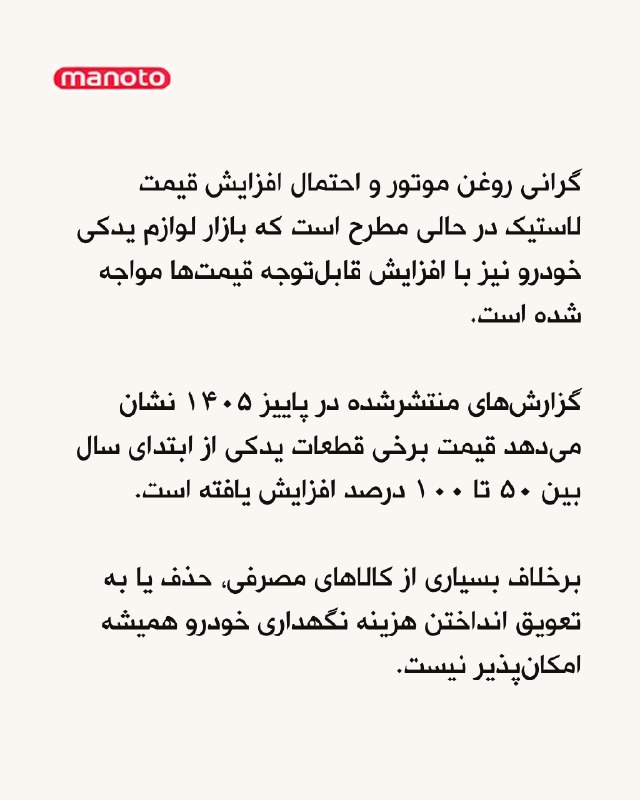 manoto
گرانی روغن موتور و احتمال افزایش قیمت
لاستیک در حالی مطرح است که بازار لوازم یدکی
خودرو نیز با افزایش قابل‌توجه قیمت‌ها مواجه
شده است.
گزارش‌های منتشرشده در پاییز ۱۴۰۵ نشان
می‌دهد قیمت برخی قطعات یدکی از ابتدای سال
بین ۵۰ تا ۱۰۰ درصد افزایش یافته است.
برخلاف بسیاری از کالاهای مصرفی، حذف یا به
تعویق انداختن هزینه نگهداری خودرو همیشه
امکان‌پذیر نیست.